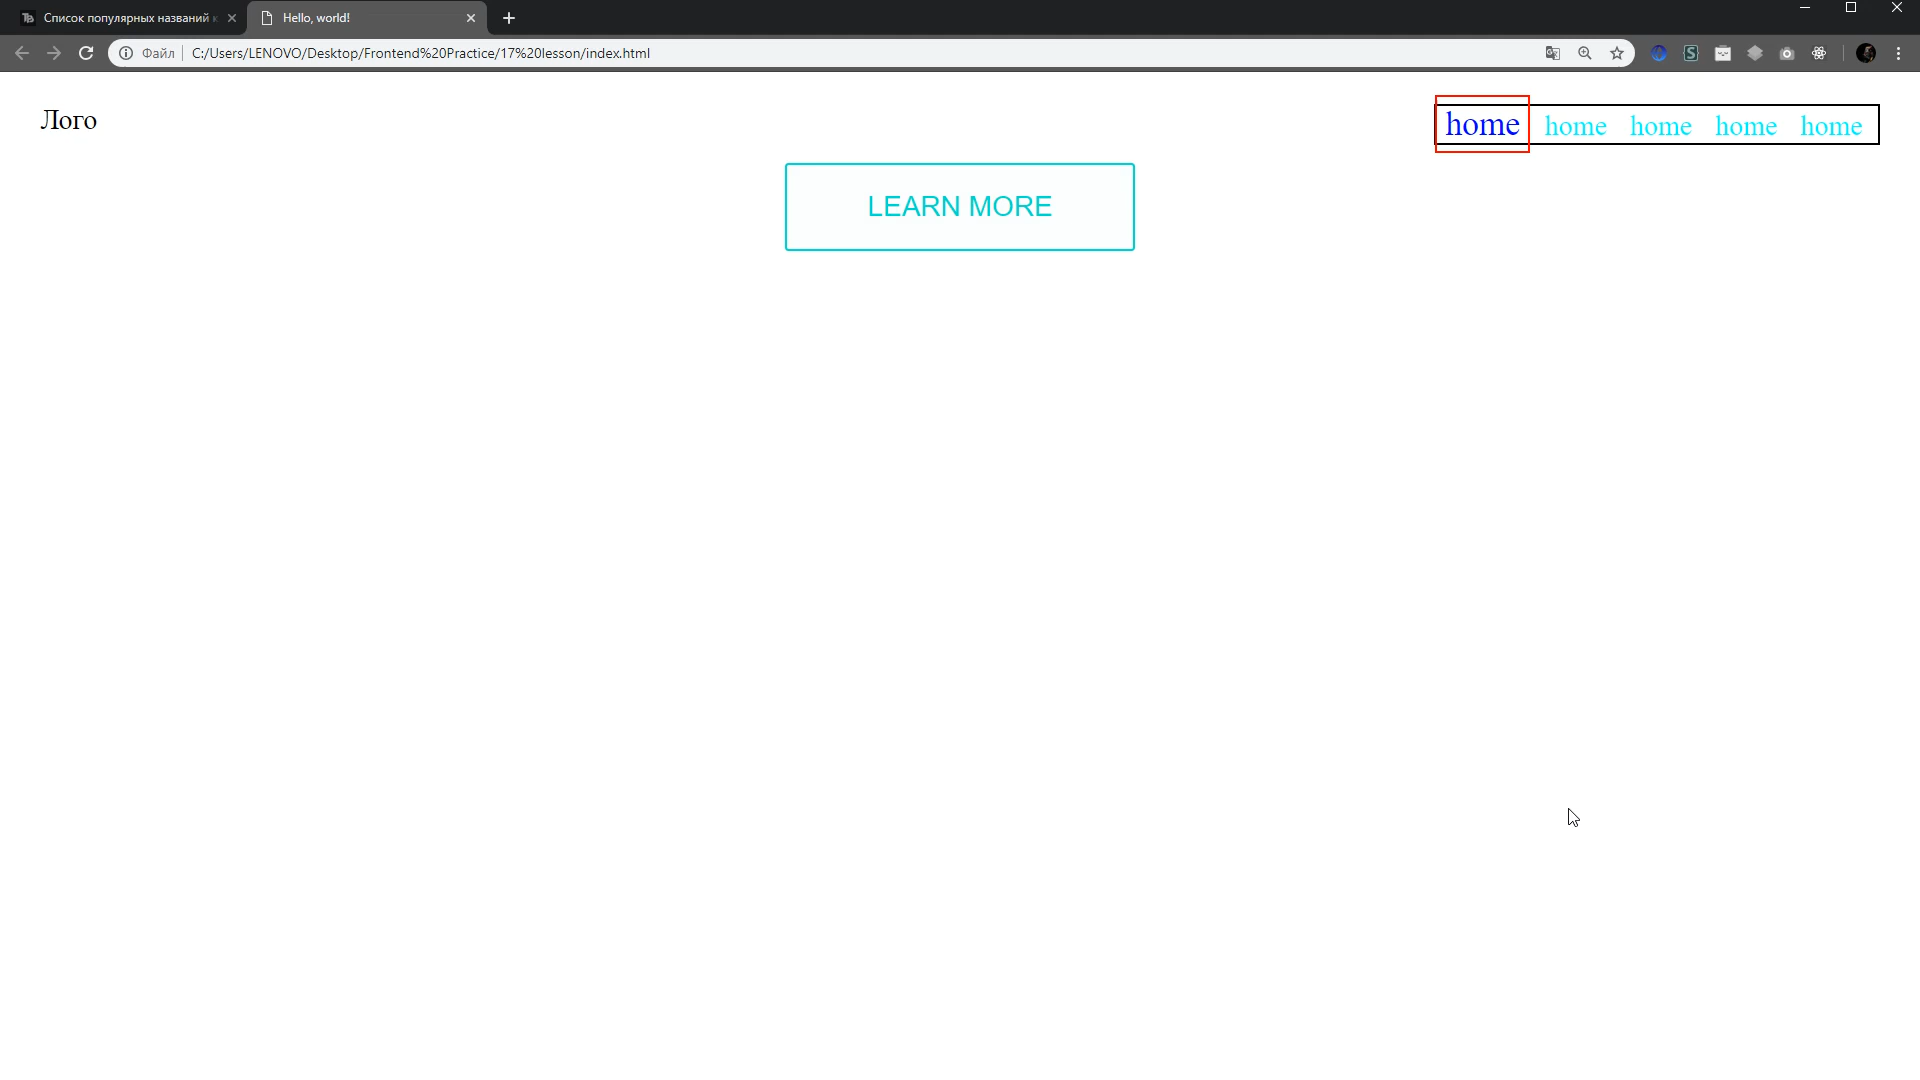 Список популярных названий
Hello, world!
Файл
C:/Users/LENOVO/Desktop/Frontend%20Practice/17%20lesson/index.html
Лого
home home home home home
LEARN MORE